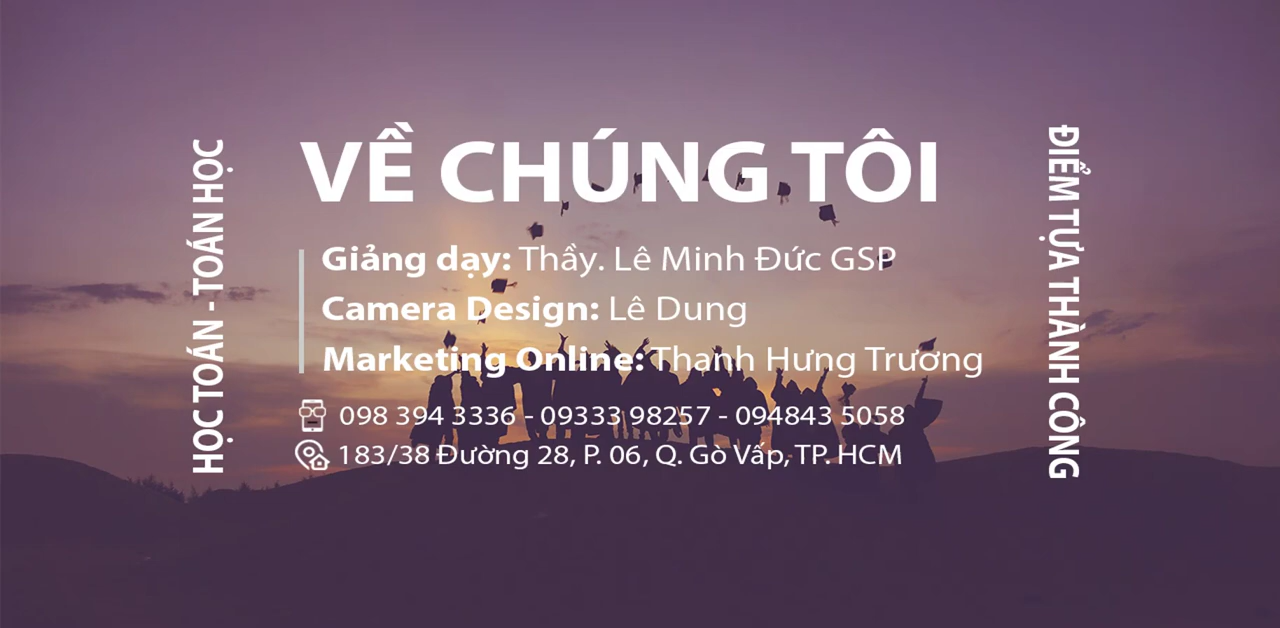 HỌC TOÁN - TOÁN HỌC
VỀ CHÚNG TÔI
Giảng dạy: Thầy. Lê Minh Đức GSP
Camera Design: Lê Dung
Marketing Online: Thạnh Hưng Trương
098 394 3336 - 09333 98257 - 094843 5058
183/38 Đường 28, P. 06, Q. Gò Vấp, TP. HCM
ĐIỂM TỰA THÀNH CÔNG